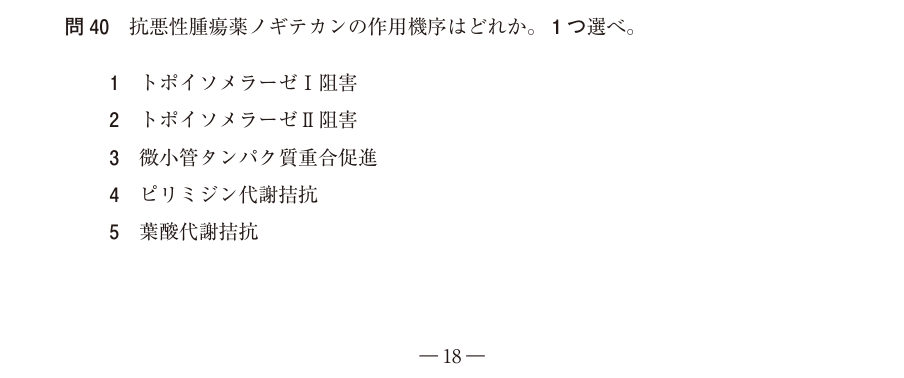 問 40 抗悪性腫瘍薬ノギテカンの作用機序はどれか。1つ選べ。
1 トポイソメラーゼⅠ阻害
2 トポイソメラーゼⅡ阻害
3 微小管タンパク質重合促進
4 ピリミジン代謝拮抗
5 葉酸代謝拮抗
— 18 —